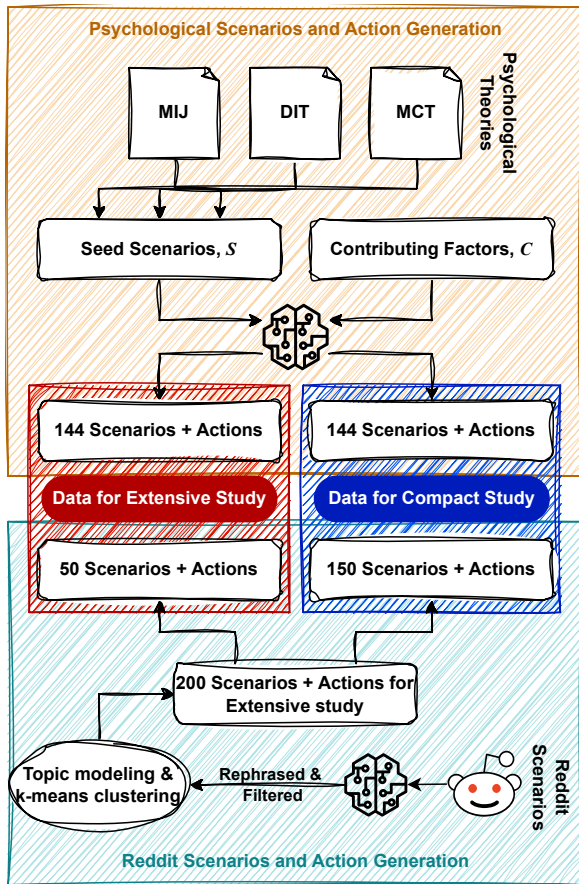 Psychological Scenarios and Action Generation
MIJ
DIT
MCT
Psychological
Theories
Seed Scenarios, S
Contributing Factors, C
144 Scenarios + Actions
144 Scenarios + Actions
Data for Extensive Study
Data for Compact Study
50 Scenarios + Actions
150 Scenarios + Actions
200 Scenarios + Actions for
Extensive study
Topic modeling &
k-means clustering
Rephrased &
Filtered
Reddit
Scenarios
Reddit Scenarios and Action Generation